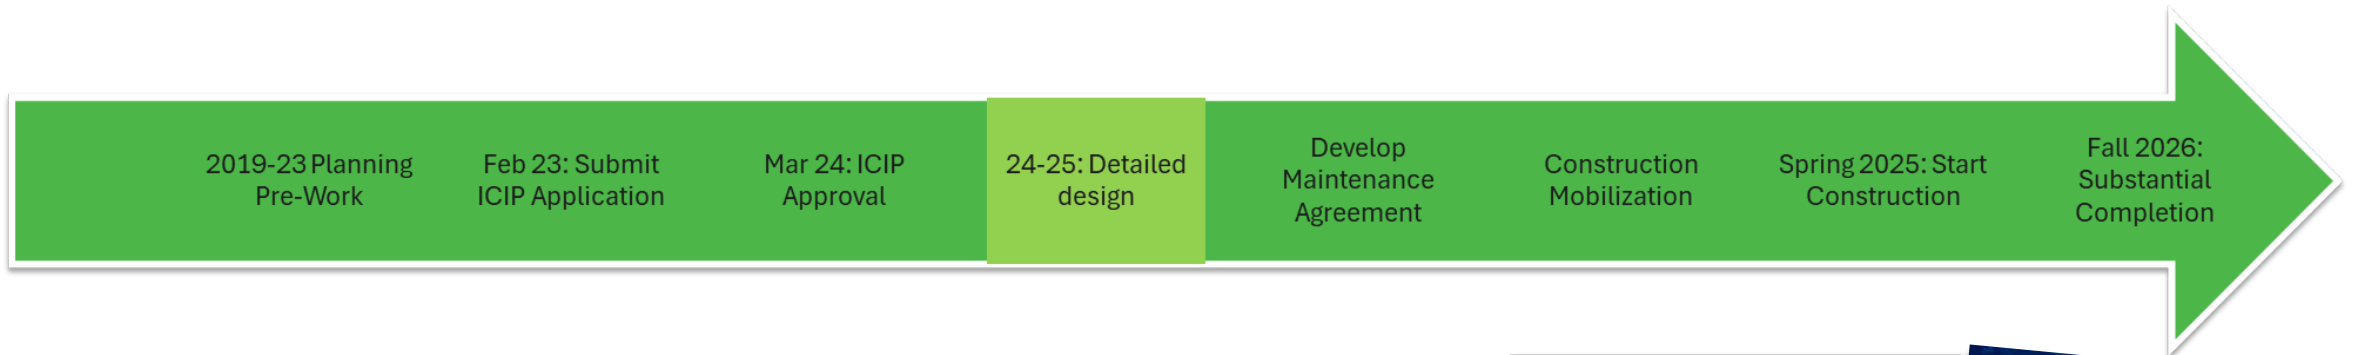 2019-23 Planning
Pre-Work
Feb 23: Submit
ICIP Application
Mar 24: ICIP
Approval
24-25: Detailed
design
Develop
Maintenance
Agreement
Construction
Mobilization
Spring 2025: Start
Construction
Fall 2026:
Substantial
Completion